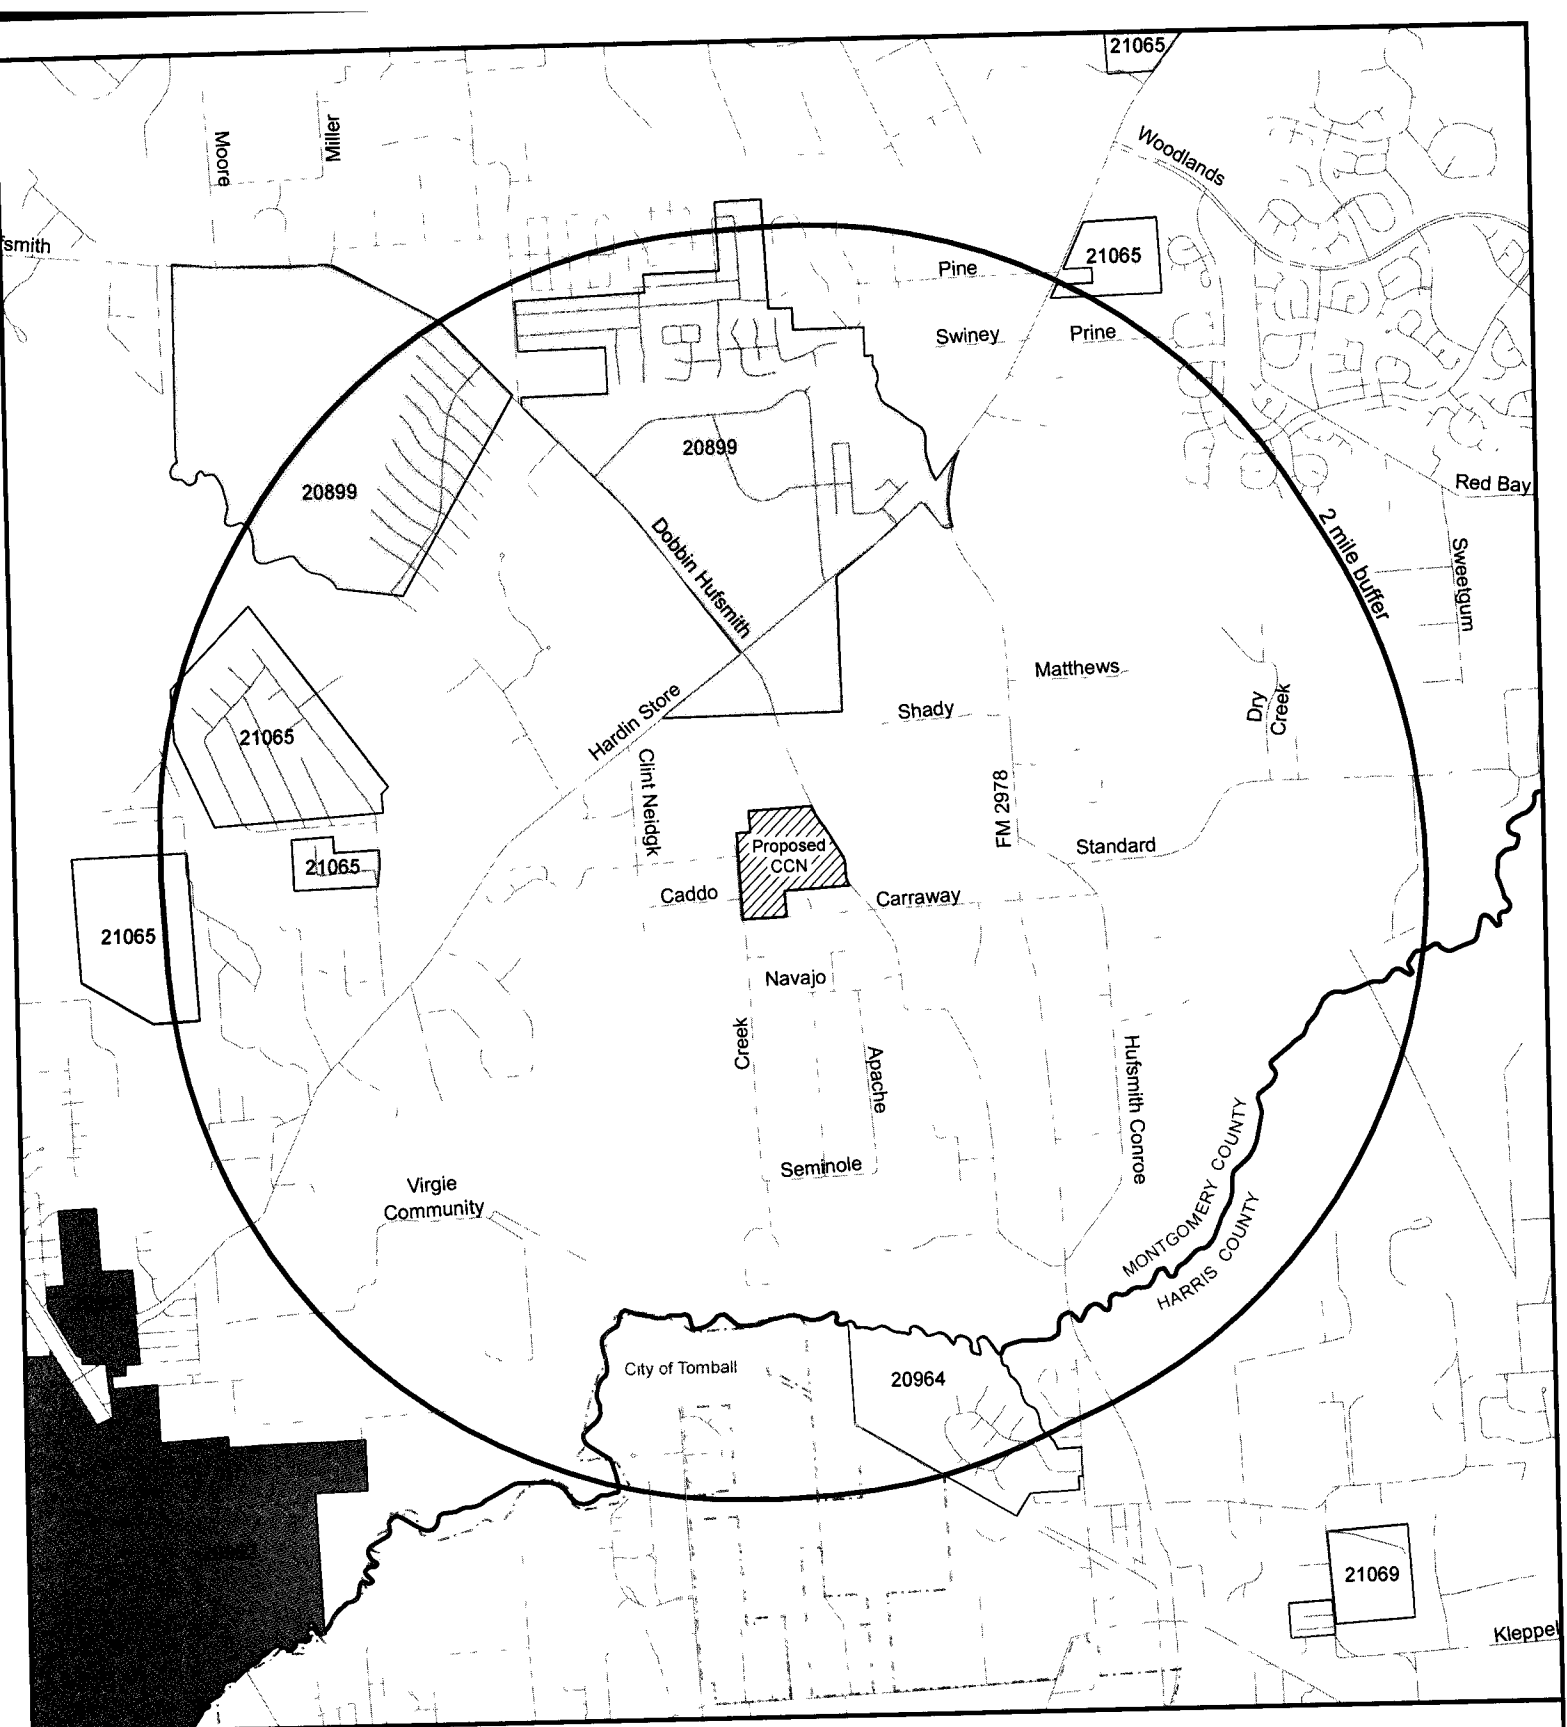 21065
Woodlands
Moore
Miller
fsmith
21065
Pine
Swiney
Prine
20899
20899
Red Bay
2 mile buffer
Sweetgum
Dobbin Hufsmith
Matthews
Dry
Creek
Shady
Hardin Store
21065
Clint Neidgk
FM 2978
Proposed
CCN
Standard
21065
Caddo
Carraway
21065
Navajo
Creek
Apache
Hufsmith Conroe
Seminole
Virgie
Community
MONTGOMERY COUNTY
HARRIS COUNTY
City of Tomball
20964
21069
Kleppel